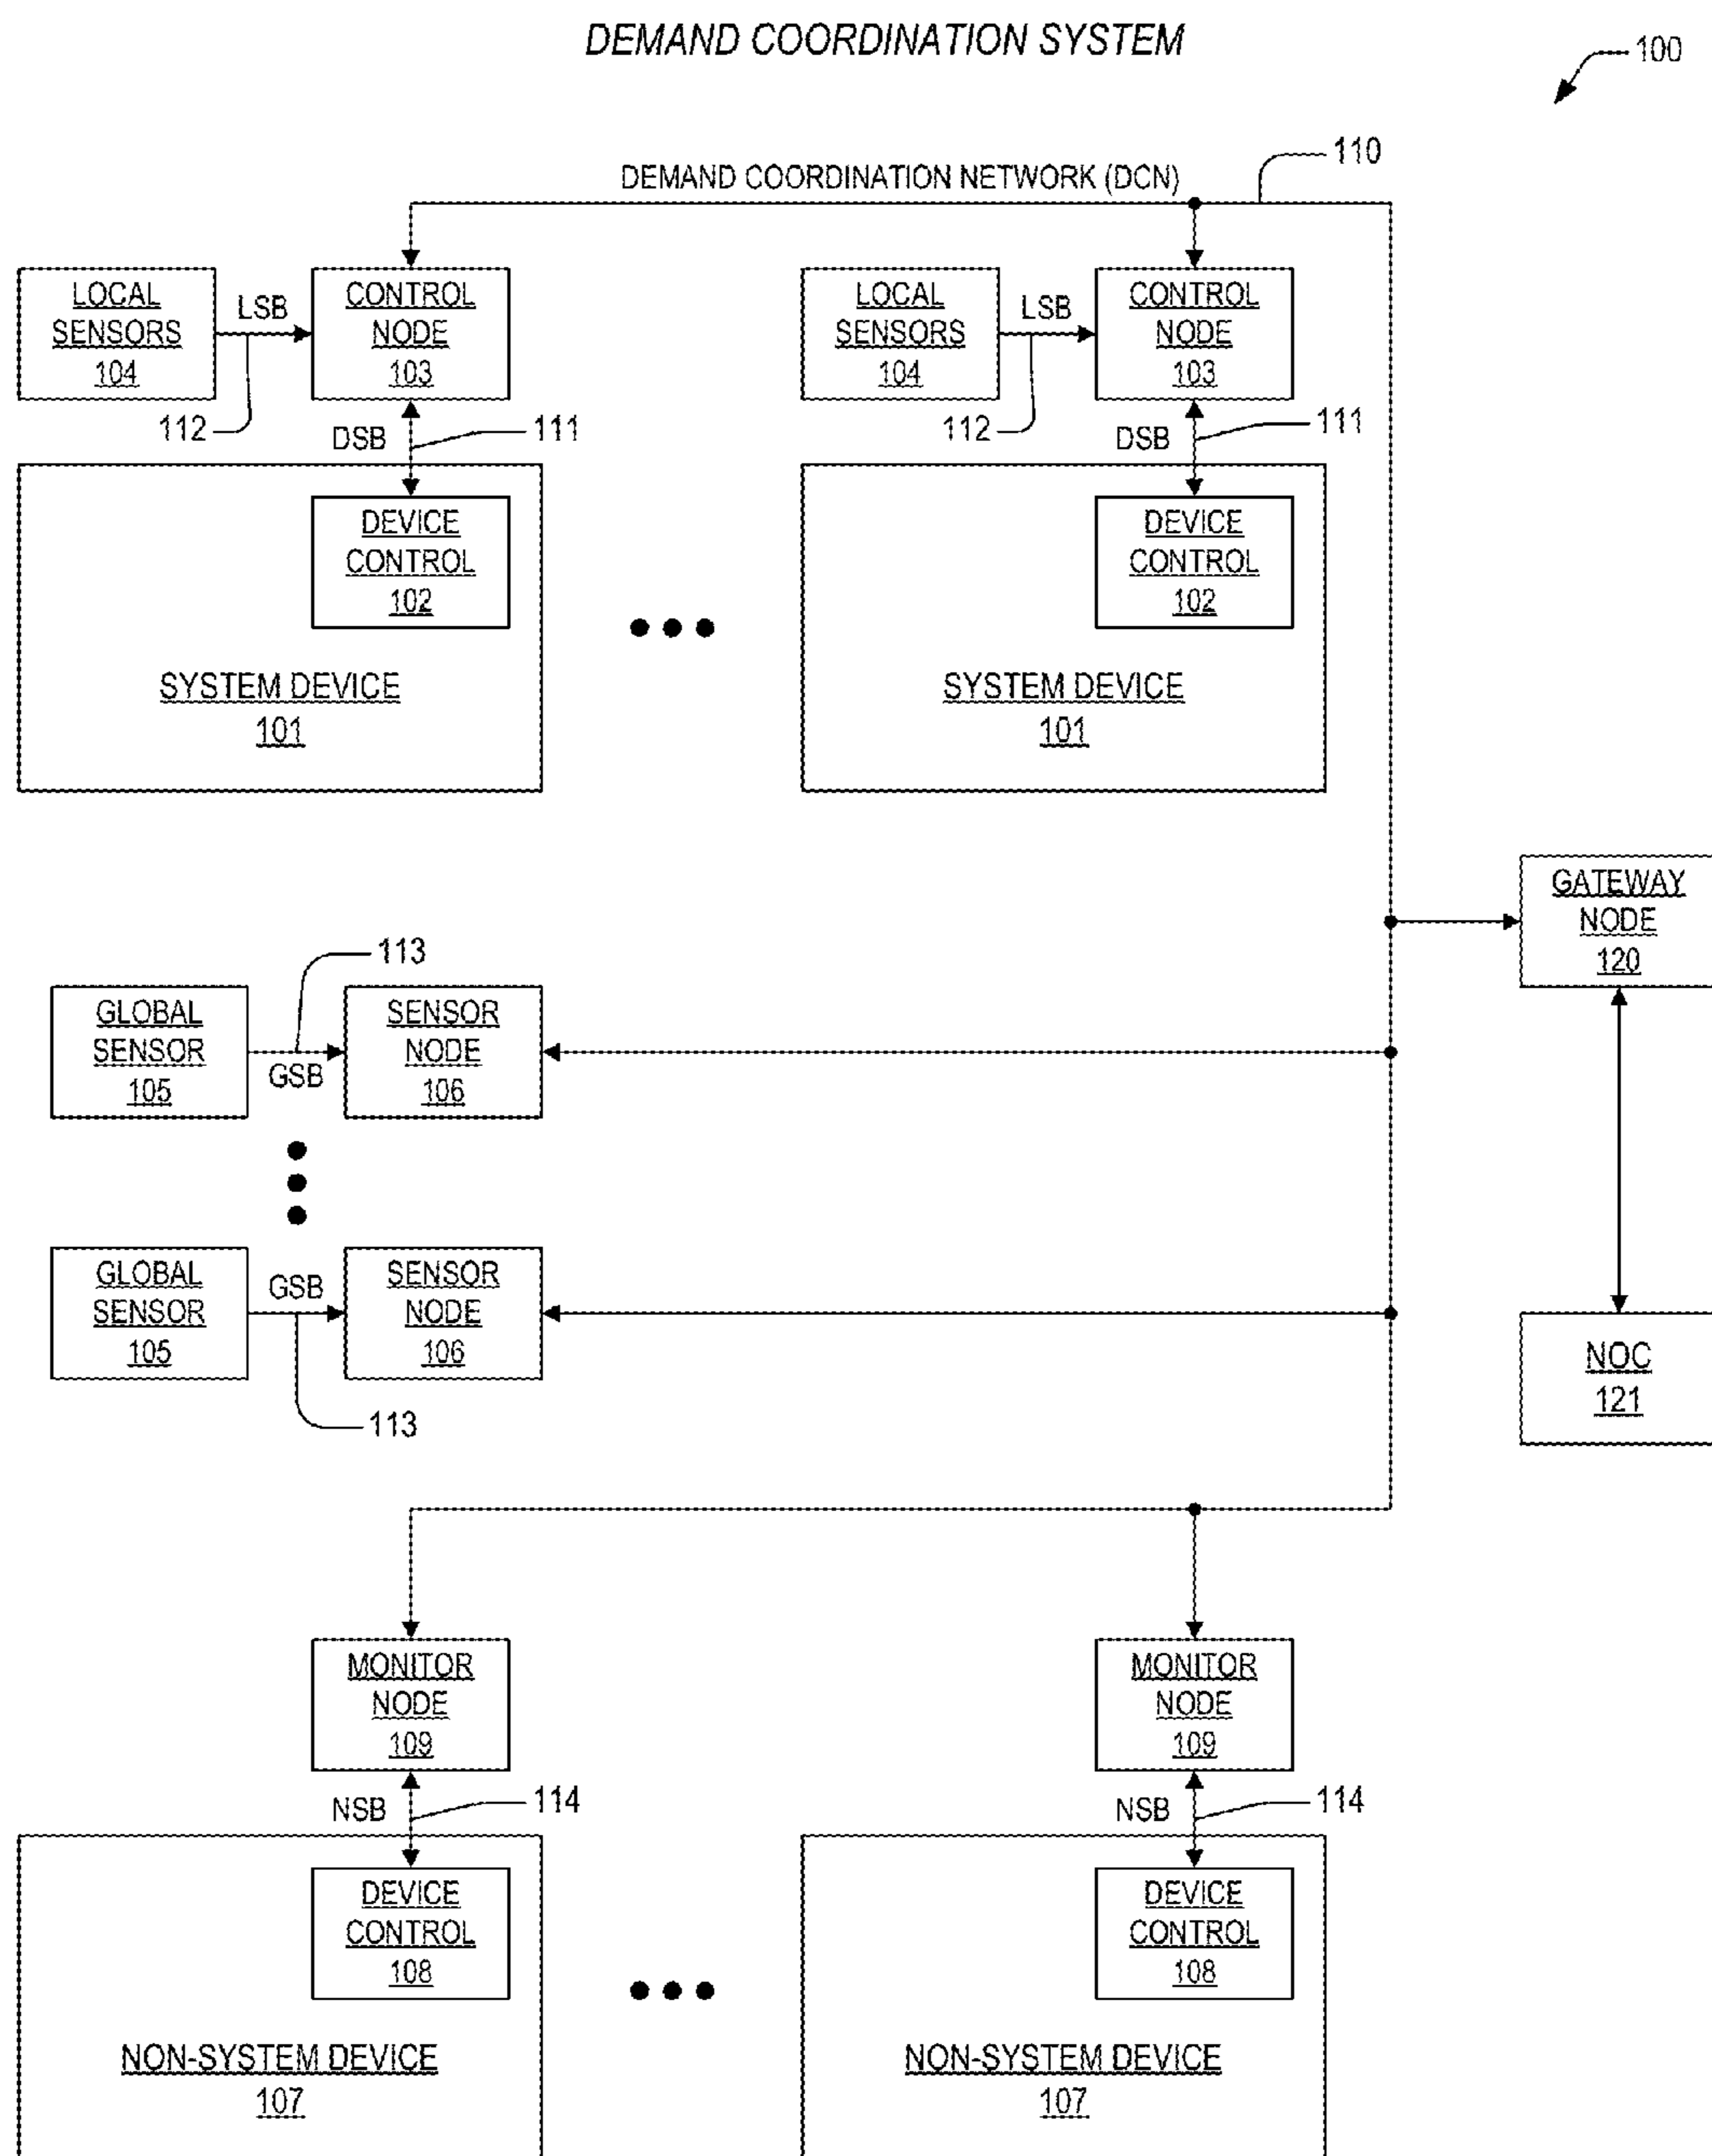 DEMAND COORDINATION SYSTEM
100
110
DEMAND COORDINATION NETWORK (DCN)
LOCAL
SENSORS
104
LSB
112
CONTROL
NODE
103
DSB
111
DEVICE
CONTROL
102
SYSTEM DEVICE
101
LOCAL
SENSORS
104
LSB
112
CONTROL
NODE
103
DSB
111
DEVICE
CONTROL
102
SYSTEM DEVICE
101
GATEWAY
NODE
120
NOC
121
GLOBAL
SENSOR
105
113
GSB
SENSOR
NODE
106
GLOBAL
SENSOR
105
GSB
113
SENSOR
NODE
106
MONITOR
NODE
109
NSB
114
DEVICE
CONTROL
108
NON-SYSTEM DEVICE
107
MONITOR
NODE
109
NSB
114
DEVICE
CONTROL
108
NON-SYSTEM DEVICE
107